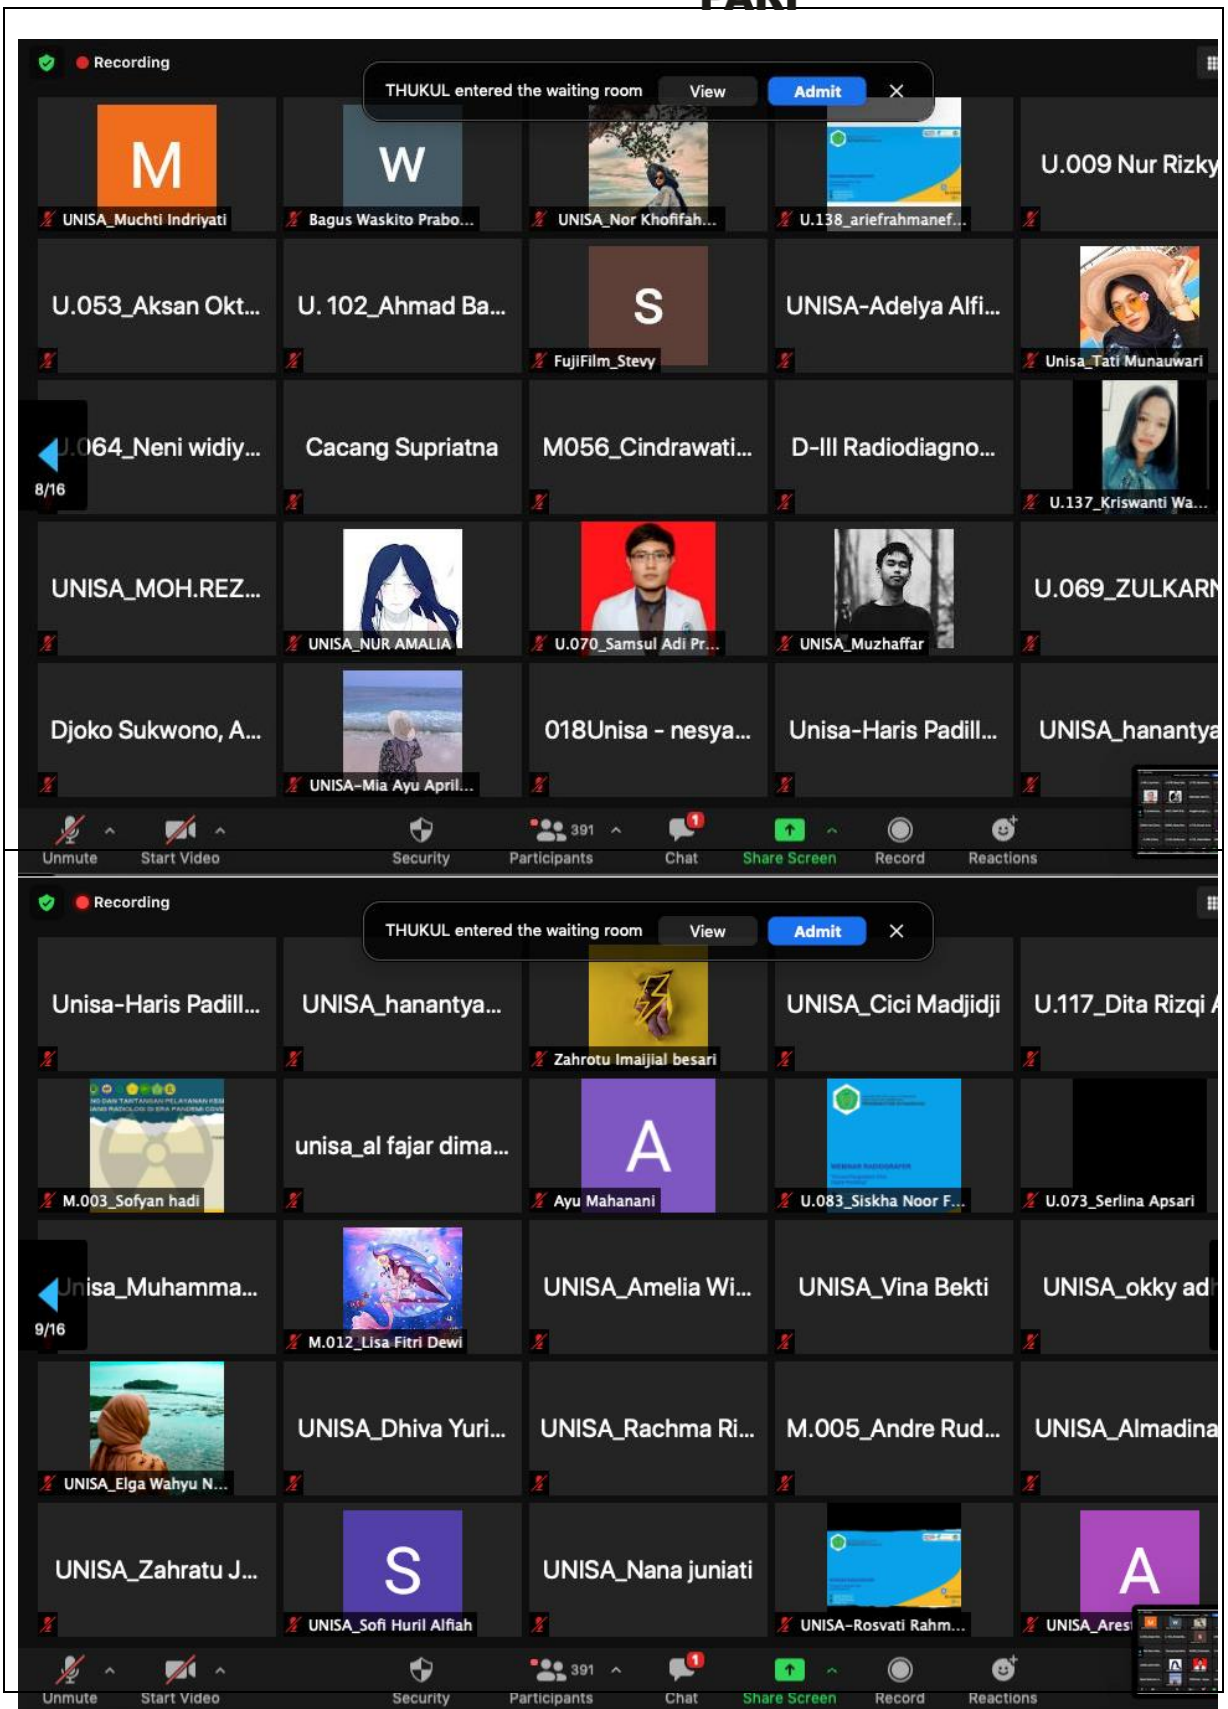 Recording
THUKUL entered the waiting room View Admit
M W
U.009 Nur Rizky
UNISA_Muchti Indriyati Bagus Waskito Prabo... UNISA_Nor Khofifah... U.138_ariefrahmanef...
U.053_Aksan Okt... U. 102_Ahmad Ba... S UNISA-Adelya Alfi...
FujiFilm_Stevy Unisa_Tati Munauwari
U.064_Neni widiy... Cacang Supriatna M056_Cindrawati... D-III Radiodiagno...
8/16 U.137_Kriswanti Wa...
UNISA_MOH.REZ... U.069_ZULKARN
UNISA_NUR AMALIA U.070_Samsul Adi Pr... UNISA_Muzhaffar
Djoko Sukwono, A... 018Unisa - nesya... Unisa-Haris Padill... UNISA_hanantya
UNISA-Mia Ayu April...
391 1
Unmute Start Video Security Participants Chat Share Screen Record Reactions
Recording
THUKUL entered the waiting room View Admit
Unisa-Haris Padill... UNISA_hanantya... UNISA_Cici Madjidji U.117_Dita Rizqi
Zahrotu Imaijial besari
unisa_al fajar dima... A
M.003_Sofyan hadi Ayu Mahanani U.083_Siskha Noor F... U.073_Serlina Apsari
Unisa_Muhamma... UNISA_Amelia Wi... UNISA_Vina Bekti UNISA_okky ad
9/16 M.012_Lisa Fitri Dewi
UNISA_Dhiva Yuri... UNISA_Rachma Ri... M.005_Andre Rud... UNISA_Almadina
UNISA_Elga Wahyu N...
UNISA_Zahratu J... S UNISA_Nana juniati A
UNISA_Sofi Huril Alfiah UNISA-Rosvati Rahm... UNISA_Arest
391 1
Unmute Start Video Security Participants Chat Share Screen Record Reactions